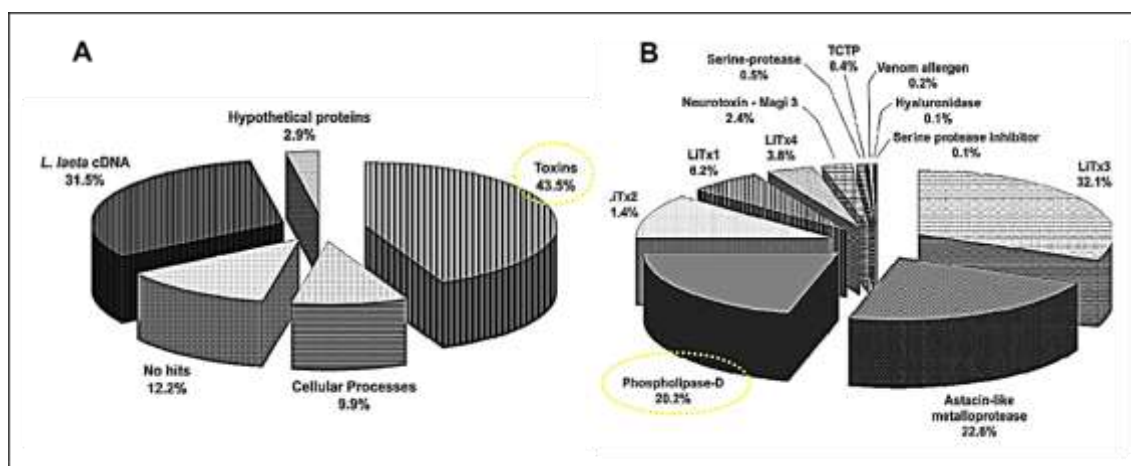 A
Hypothetical proteins
2.9%
L. laeta cDNA
31.5%
Toxins
43.5%
No hits
12.2%
Cellular Processes
9.9%
B
TCTP
0.4%
Serine-protease
0.5%
Venom allergen
0.2%
Neurotoxin - Magi 3
2.4%
Hyaluronidase
0.1%
LiTx4
3.8%
Serine protease inhibitor
0.1%
LiTx1
6.2%
LiTx3
32.1%
iTx2
1.4%
Phospholipase-D
20.2%
Astacin-like
metalloprotease
22.8%